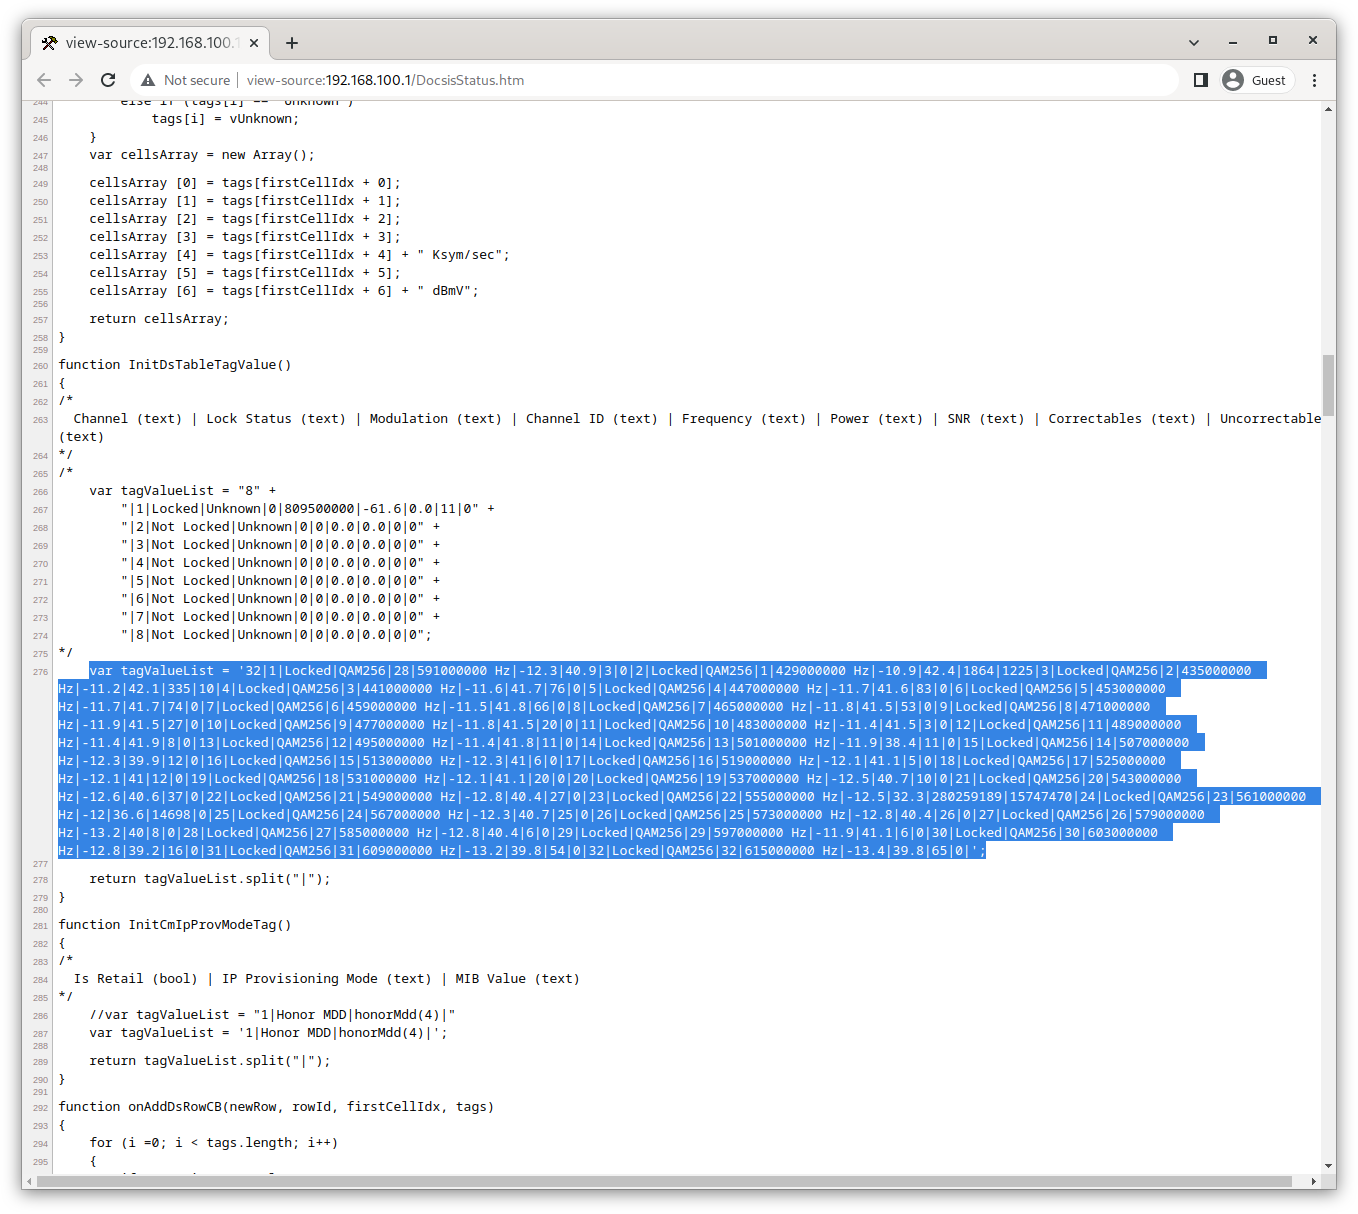 view-source:192.168.100.1
Not secure | view-source:192.168.100.1/DocsisStatus.htm
Guest
244 else if (tags[i] == "Unknown")
245 tags[i] = vUnknown;
246 }
247 var cellsArray = new Array();
248
249 cellsArray [0] = tags[firstCellIdx + 0];
250 cellsArray [1] = tags[firstCellIdx + 1];
251 cellsArray [2] = tags[firstCellIdx + 2];
252 cellsArray [3] = tags[firstCellIdx + 3];
253 cellsArray [4] = tags[firstCellIdx + 4] + " Ksym/sec";
254 cellsArray [5] = tags[firstCellIdx + 5];
255 cellsArray [6] = tags[firstCellIdx + 6] + " dBmV";
256
257 return cellsArray;
258 }
259
260 function InitDsTableTagValue()
261 {
262 /*
263 Channel (text) | Lock Status (text) | Modulation (text) | Channel ID (text) | Frequency (text) | Power (text) | SNR (text) | Correctables (text) | Uncorrectable
(text)
264 */
265 /*
266 var tagValueList = "8" +
267 "|1|Locked|Unknown|0|809500000|-61.6|0.0|11|0" +
268 "|2|Not Locked|Unknown|0|0|0.0|0.0|0|0" +
269 "|3|Not Locked|Unknown|0|0|0.0|0.0|0|0" +
270 "|4|Not Locked|Unknown|0|0|0.0|0.0|0|0" +
271 "|5|Not Locked|Unknown|0|0|0.0|0.0|0|0" +
272 "|6|Not Locked|Unknown|0|0|0.0|0.0|0|0" +
273 "|7|Not Locked|Unknown|0|0|0.0|0.0|0|0" +
274 "|8|Not Locked|Unknown|0|0|0.0|0.0|0|0";
275 */
276 var tagValueList = '32|1|Locked|QAM256|28|591000000 Hz|-12.3|40.9|3|0|2|Locked|QAM256|1|429000000 Hz|-10.9|42.4|1864|1225|3|Locked|QAM256|2|435000000
Hz|-11.2|42.1|335|10|4|Locked|QAM256|3|441000000 Hz|-11.6|41.7|76|0|5|Locked|QAM256|4|447000000 Hz|-11.7|41.6|83|0|6|Locked|QAM256|5|453000000
Hz|-11.7|41.7|74|0|7|Locked|QAM256|6|459000000 Hz|-11.5|41.8|66|0|8|Locked|QAM256|7|465000000 Hz|-11.8|41.5|53|0|9|Locked|QAM256|8|471000000
Hz|-11.9|41.5|27|0|10|Locked|QAM256|9|477000000 Hz|-11.8|41.5|20|0|11|Locked|QAM256|10|483000000 Hz|-11.4|41.5|3|0|12|Locked|QAM256|11|489000000
Hz|-11.4|41.9|8|0|13|Locked|QAM256|12|495000000 Hz|-11.4|41.8|11|0|14|Locked|QAM256|13|501000000 Hz|-11.9|38.4|11|0|15|Locked|QAM256|14|507000000
Hz|-12.3|39.9|12|0|16|Locked|QAM256|15|513000000 Hz|-12.3|41|6|0|17|Locked|QAM256|16|519000000 Hz|-12.1|41.1|5|0|18|Locked|QAM256|17|525000000
Hz|-12.1|41|12|0|19|Locked|QAM256|18|531000000 Hz|-12.1|41.1|20|0|20|Locked|QAM256|19|537000000 Hz|-12.5|40.7|10|0|21|Locked|QAM256|20|543000000
Hz|-12.6|40.6|37|0|22|Locked|QAM256|21|549000000 Hz|-12.8|40.4|27|0|23|Locked|QAM256|22|555000000 Hz|-12.5|32.3|280259189|15747470|24|Locked|QAM256|23|561000000
Hz|-12|36.6|14698|0|25|Locked|QAM256|24|567000000 Hz|-12.3|40.7|25|0|26|Locked|QAM256|25|573000000 Hz|-12.8|40.4|26|0|27|Locked|QAM256|26|579000000
Hz|-13.2|40|8|0|28|Locked|QAM256|27|585000000 Hz|-12.8|40.4|6|0|29|Locked|QAM256|29|597000000 Hz|-11.9|41.1|6|0|30|Locked|QAM256|30|603000000
Hz|-12.8|39.2|16|0|31|Locked|QAM256|31|609000000 Hz|-13.2|39.8|54|0|32|Locked|QAM256|32|615000000 Hz|-13.4|39.8|65|0|';
277
278 return tagValueList.split("|");
279 }
280
281 function InitCmIpProvModeTag()
282 {
283 /*
284 Is Retail (bool) | IP Provisioning Mode (text) | MIB Value (text)
285 */
286 //var tagValueList = "1|Honor MDD|honorMdd(4)|"
287 var tagValueList = '1|Honor MDD|honorMdd(4)|';
288
289 return tagValueList.split("|");
290 }
291
292 function onAddDsRowCB(newRow, rowId, firstCellIdx, tags)
293 {
294 for (i =0; i < tags.length; i++)
295 {